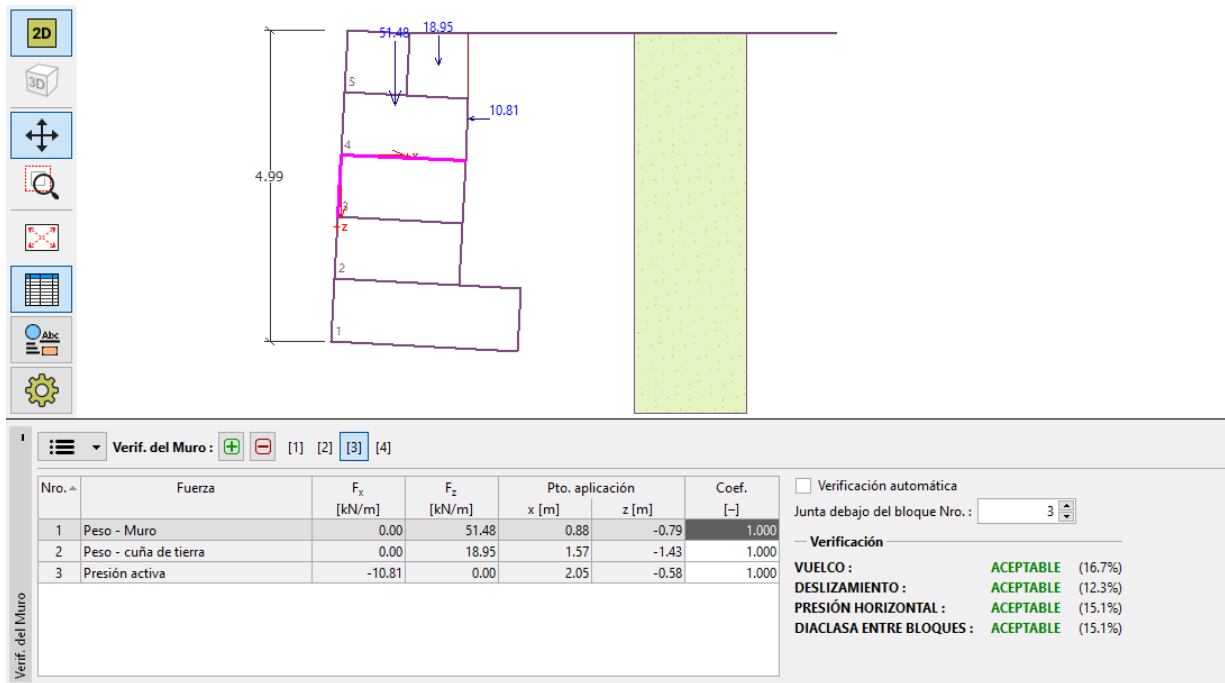 2D
3D
Abc
51.48
18.95
10.81
4.99
5
4
3
2
1
+x
+z
Verif. del Muro : [1] [2] [3] [4]
Nro. Fuerza Fx Fz Pto. aplicación Coef.
[kN/m] [kN/m] x [m] z [m] [–]
1 Peso - Muro 0.00 51.48 0.88 -0.79 1.000
2 Peso - cuña de tierra 0.00 18.95 1.57 -1.43 1.000
3 Presión activa -10.81 0.00 2.05 -0.58 1.000
Verificación automática
Junta debajo del bloque Nro. : 3
Verificación
VUELCO : ACEPTABLE (16.7%)
DESLIZAMIENTO : ACEPTABLE (12.3%)
PRESIÓN HORIZONTAL : ACEPTABLE (15.1%)
DIACLASA ENTRE BLOQUES : ACEPTABLE (15.1%)
Verif. del Muro